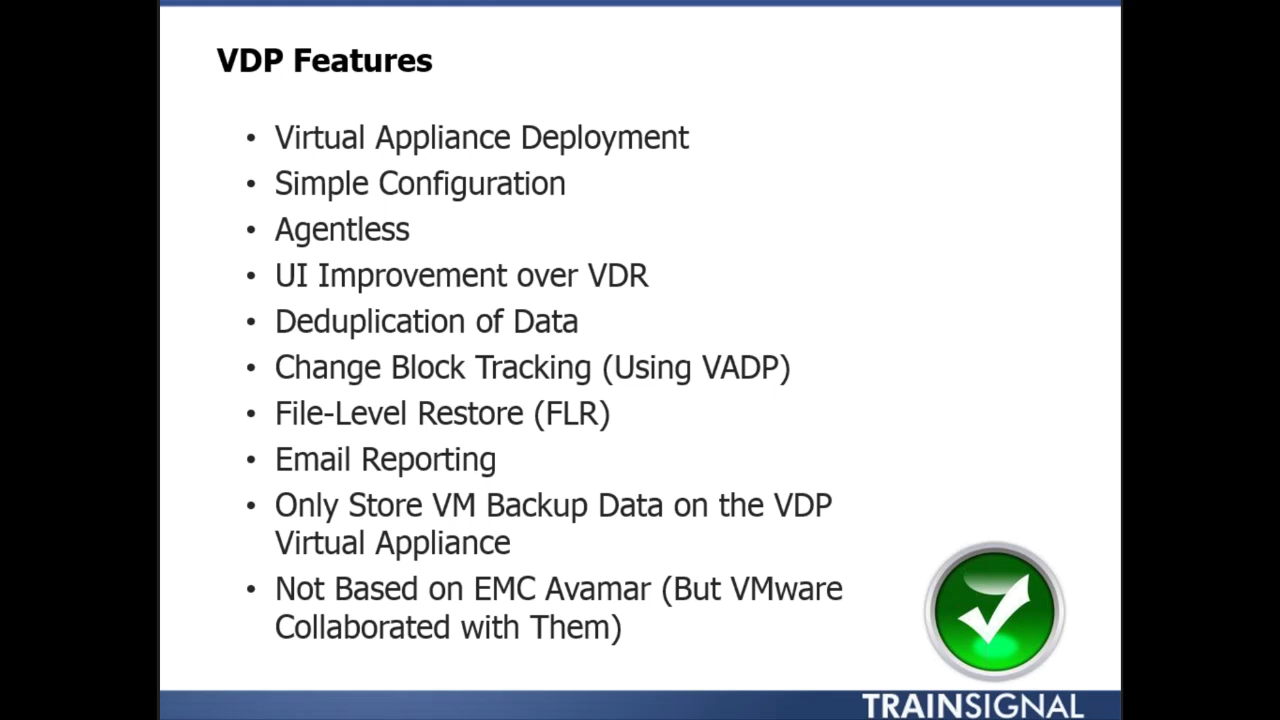 VDP Features
• Virtual Appliance Deployment
• Simple Configuration
• Agentless
• UI Improvement over VDR
• Deduplication of Data
• Change Block Tracking (Using VADP)
• File-Level Restore (FLR)
• Email Reporting
• Only Store VM Backup Data on the VDP
Virtual Appliance
• Not Based on EMC Avamar (But VMware
Collaborated with Them)
TRAINSIGNAL